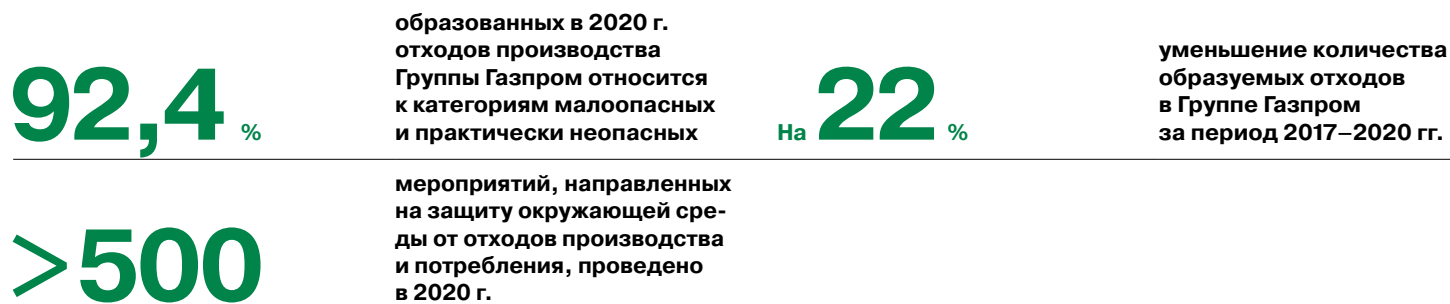 92,4 %
образованных в 2020 г.
отходов производства
Группы Газпром относится
к категориям малоопасных
и практически неопасных
На 22 %
уменьшение количества
образуемых отходов
в Группе Газпром
за период 2017–2020 гг.
>500
мероприятий, направленных
на защиту окружающей сре-
ды от отходов производства
и потребления, проведено
в 2020 г.